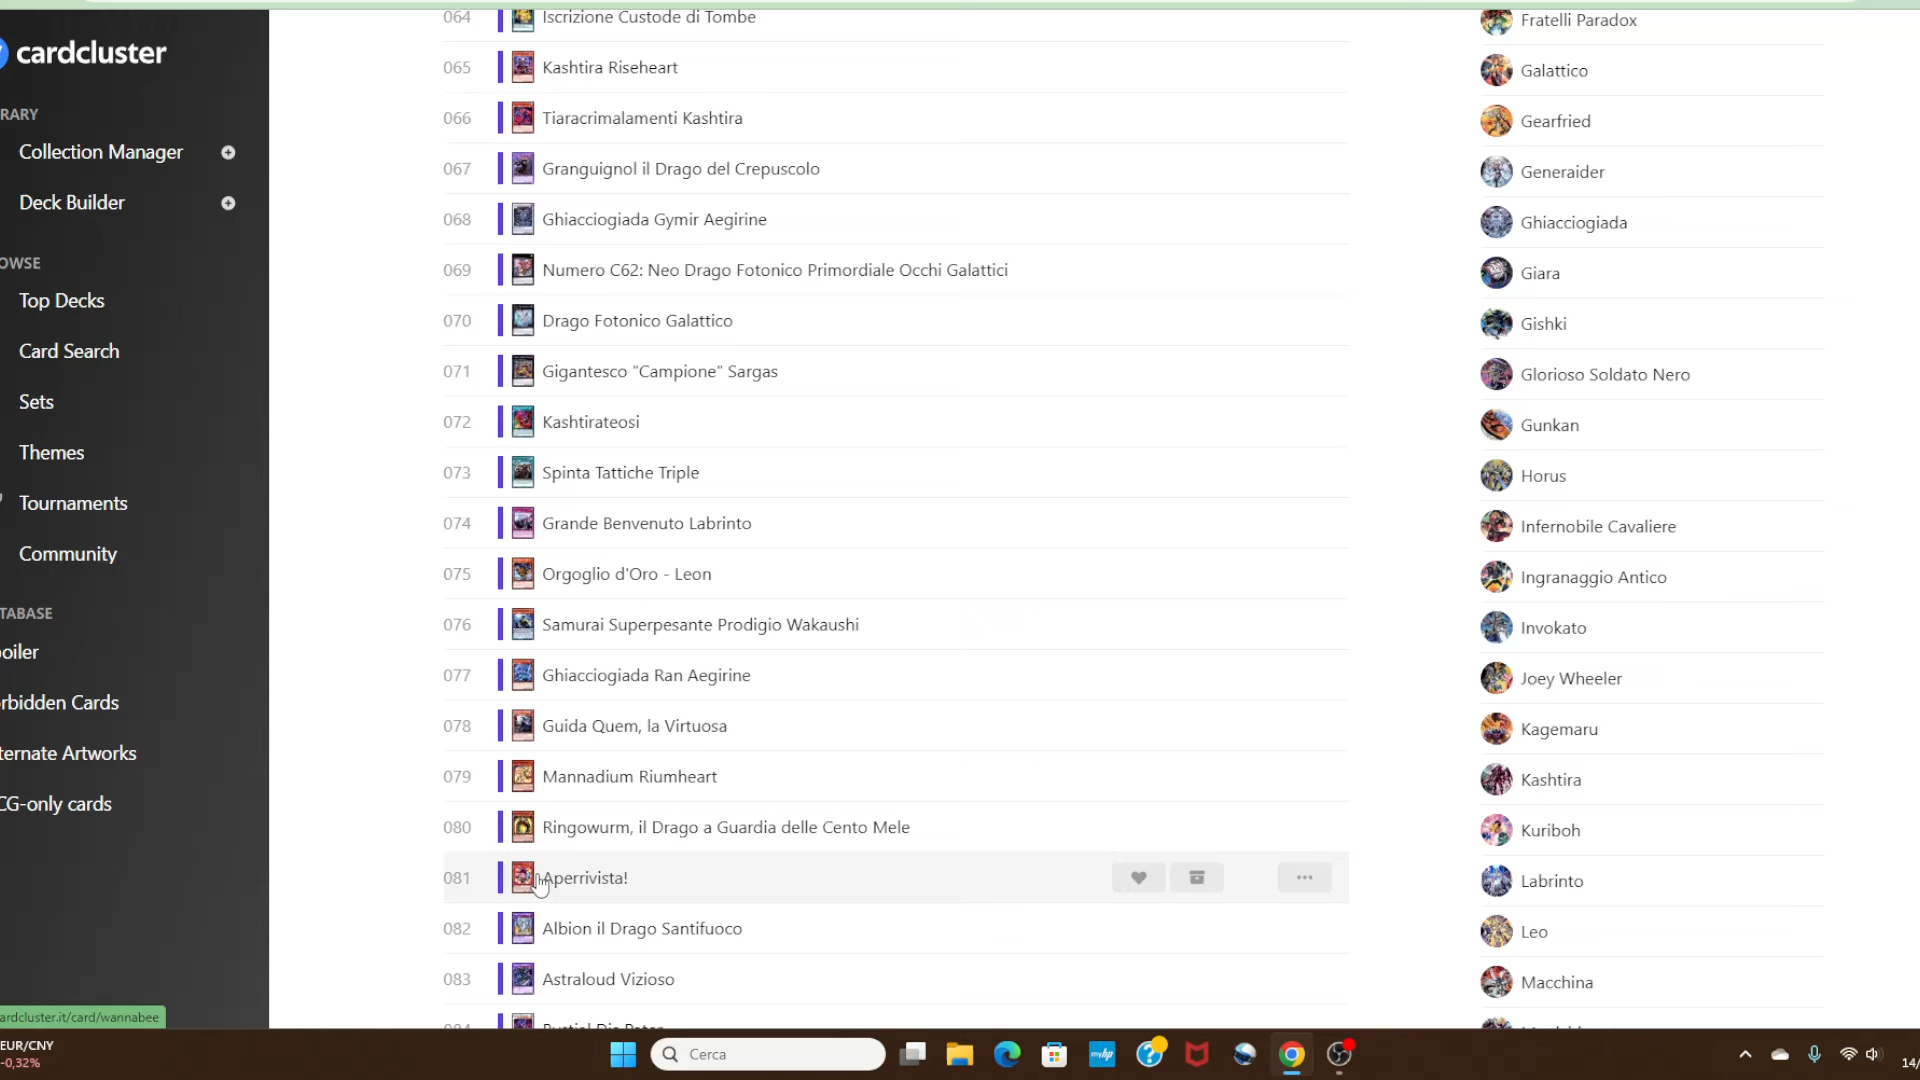 cardcluster
RARY
Collection Manager
Deck Builder
OWSE
Top Decks
Card Search
Sets
Themes
Tournaments
Community
TABASE
oiler
rbidden Cards
ternate Artworks
CG-only cards
ardcluster.it/card/wannabee
064 Iscrizione Custode di Tombe
065 Kashtira Riseheart
066 Tiaracrimalamenti Kashtira
067 Granguignol il Drago del Crepuscolo
068 Ghiacciogiada Gymir Aegirine
069 Numero C62: Neo Drago Fotonico Primordiale Occhi Galattici
070 Drago Fotonico Galattico
071 Gigantesco "Campione" Sargas
072 Kashtirateosi
073 Spinta Tattiche Triple
074 Grande Benvenuto Labrinto
075 Orgoglio d'Oro - Leon
076 Samurai Superpesante Prodigio Wakaushi
077 Ghiacciogiada Ran Aegirine
078 Guida Quem, la Virtuosa
079 Mannadium Riumheart
080 Ringowurm, il Drago a Guardia delle Cento Mele
081 Aperrivista!
082 Albion il Drago Santifuoco
083 Astraloud Vizioso
Fratelli Paradox
Galattico
Gearfried
Generaider
Ghiacciogiada
Giara
Gishki
Glorioso Soldato Nero
Gunkan
Horus
Infernobile Cavaliere
Ingranaggio Antico
Invokato
Joey Wheeler
Kagemaru
Kashtira
Kuriboh
Labrinto
Leo
Macchina
EUR/CNY
-0,32%
Cerca
myhp
14/